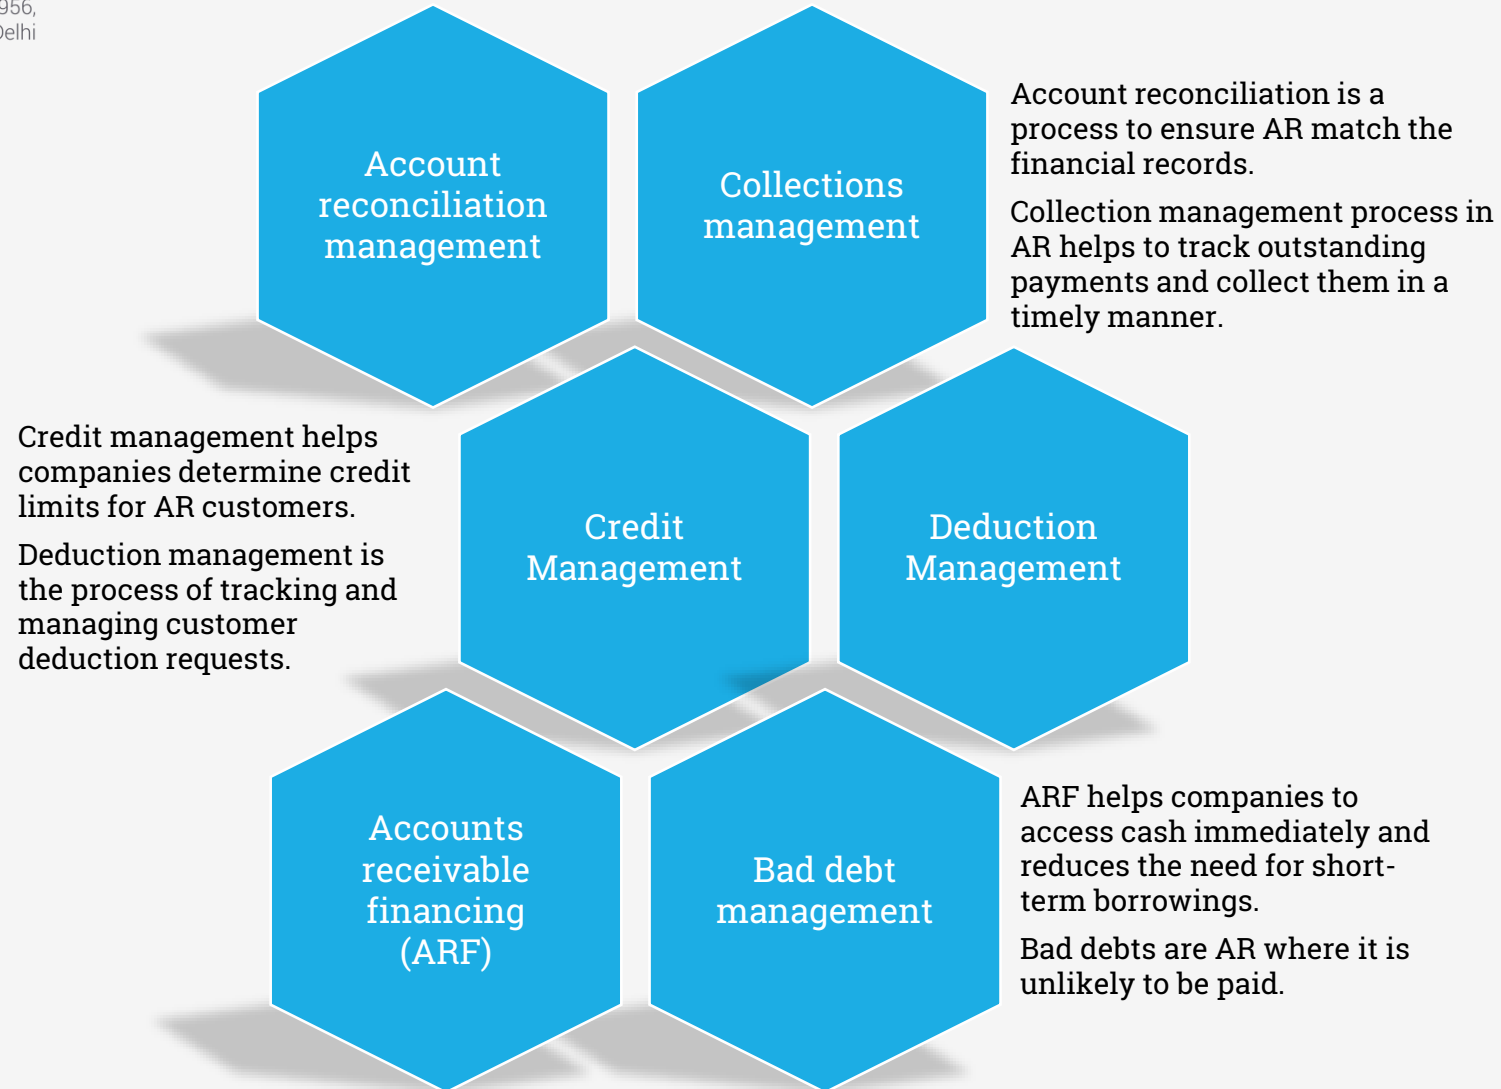 956,
Delhi
Account
reconciliation
management
Collections
management
Account reconciliation is a
process to ensure AR match the
financial records.
Collection management process in
AR helps to track outstanding
payments and collect them in a
timely manner.
Credit management helps
companies determine credit
limits for AR customers.
Deduction management is
the process of tracking and
managing customer
deduction requests.
Credit
Management
Deduction
Management
Accounts
receivable
financing
(ARF)
Bad debt
management
ARF helps companies to
access cash immediately and
reduces the need for short-
term borrowings.
Bad debts are AR where it is
unlikely to be paid.